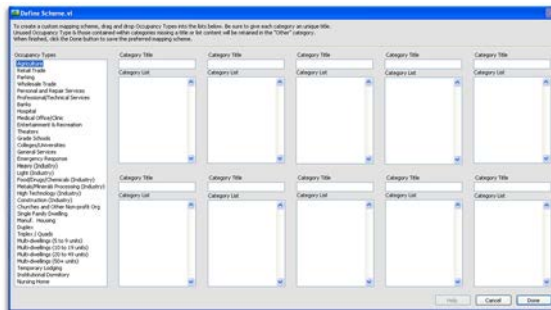 Define Scheme.vi
To create a custom mapping scheme, drag and drop Occupancy Types into the lists below. Be sure to give each category an unique title.
Unused Occupancy Types & those contained within categories missing a title or list content will be retained in the "Other" category.
When finished, click the Done button to save the preferred mapping scheme.
Occupancy Types
Agriculture
Retail Trade
Parking
Wholesale Trade
Personal and Repair Services
Professional/Technical Services
Banks
Hospital
Medical Office/Clinic
Entertainment & Recreation
Theaters
Grade Schools
Colleges/Universities
General Services
Emergency Response
Heavy (Industry)
Light (Industry)
Food/Drugs/Chemicals (Industry)
Metals/Minerals Processing (Industry)
High Technology (Industry)
Construction (Industry)
Churches and Other Non-profit Org
Single Family Dwelling
Manuf. Housing
Duplex
Triplex / Quads
Multi-dwellings (5 to 9 units)
Multi-dwellings (10 to 19 units)
Multi-dwellings (20 to 49 units)
Multi-dwellings (50+ units)
Temporary Lodging
Institutional Dormitory
Nursing Home
Category Title Category Title Category Title Category Title Category Title
Category List Category List Category List Category List Category List
Category Title Category Title Category Title Category Title Category Title
Category List Category List Category List Category List Category List
Help Cancel Done